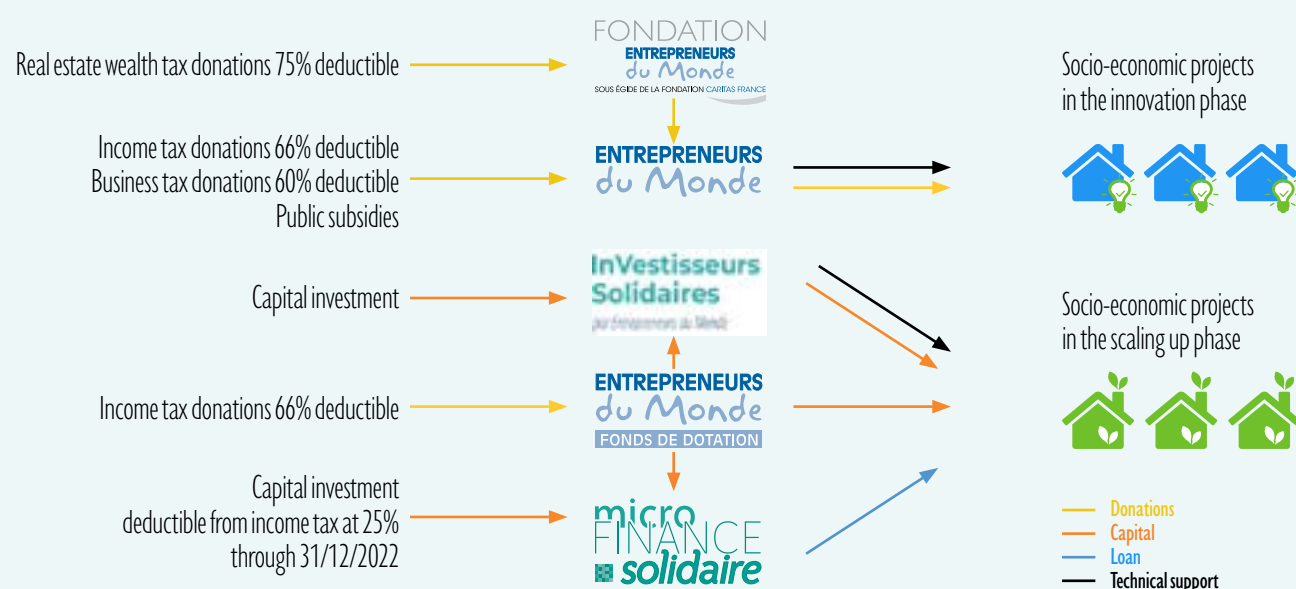 Real estate wealth tax donations 75% deductible
FONDATION
ENTREPRENEURS
du Monde
SOUS ÉGIDE DE LA FONDATION CARITAS FRANCE
Socio-economic projects
in the innovation phase
Income tax donations 66% deductible
Business tax donations 60% deductible
Public subsidies
ENTREPRENEURS
du Monde
Capital investment
InVestisseurs
Solidaires
par Entrepreneurs du Monde
Socio-economic projects
in the scaling up phase
Income tax donations 66% deductible
ENTREPRENEURS
du Monde
FONDS DE DOTATION
Capital investment
deductible from income tax at 25%
through 31/12/2022
micro
FINANCE
solidaire
Donations
Capital
Loan
Technical support